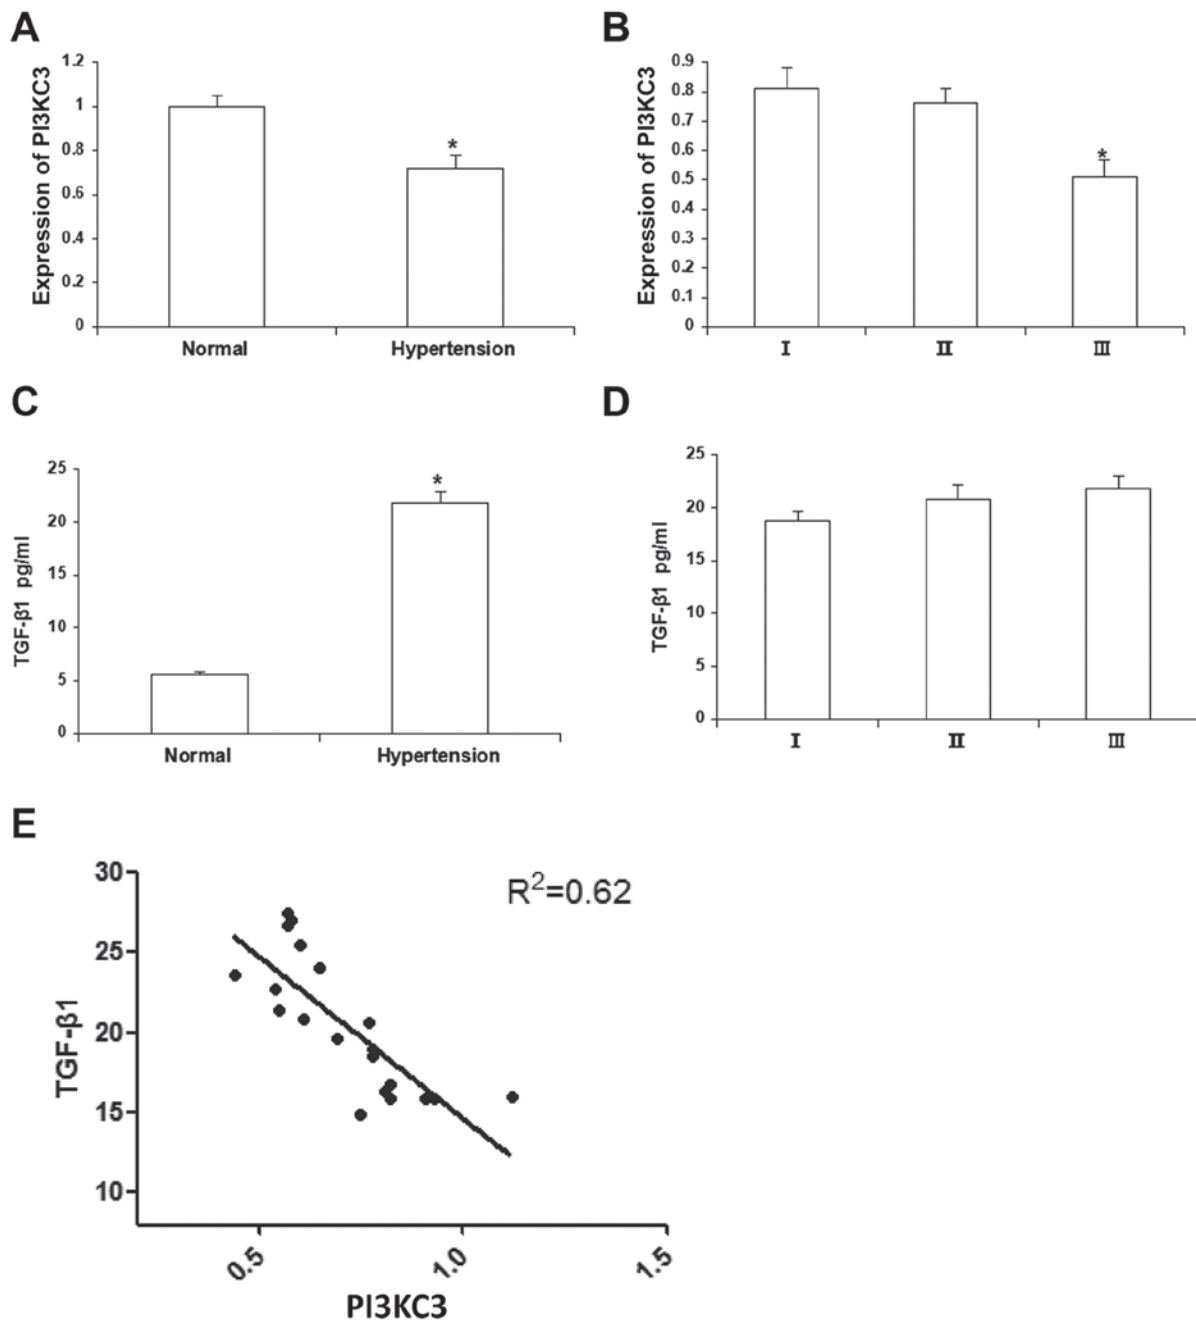 A
Expression of PI3KC3
1.2
1
0.8
0.6
0.4
0.2
0
*
Normal Hypertension
B
Expression of PI3KC3
0.9
0.8
0.7
0.6
0.5
0.4
0.3
0.2
0.1
0
*
I II III
C
TGF-β1 pg/ml
25
20
15
10
5
0
*
Normal Hypertension
D
TGF-β1 pg/ml
25
20
15
10
5
0
I II III
E
TGF-β1
30
25
20
15
10
R²=0.62
0.5 1.0 1.5
PI3KC3